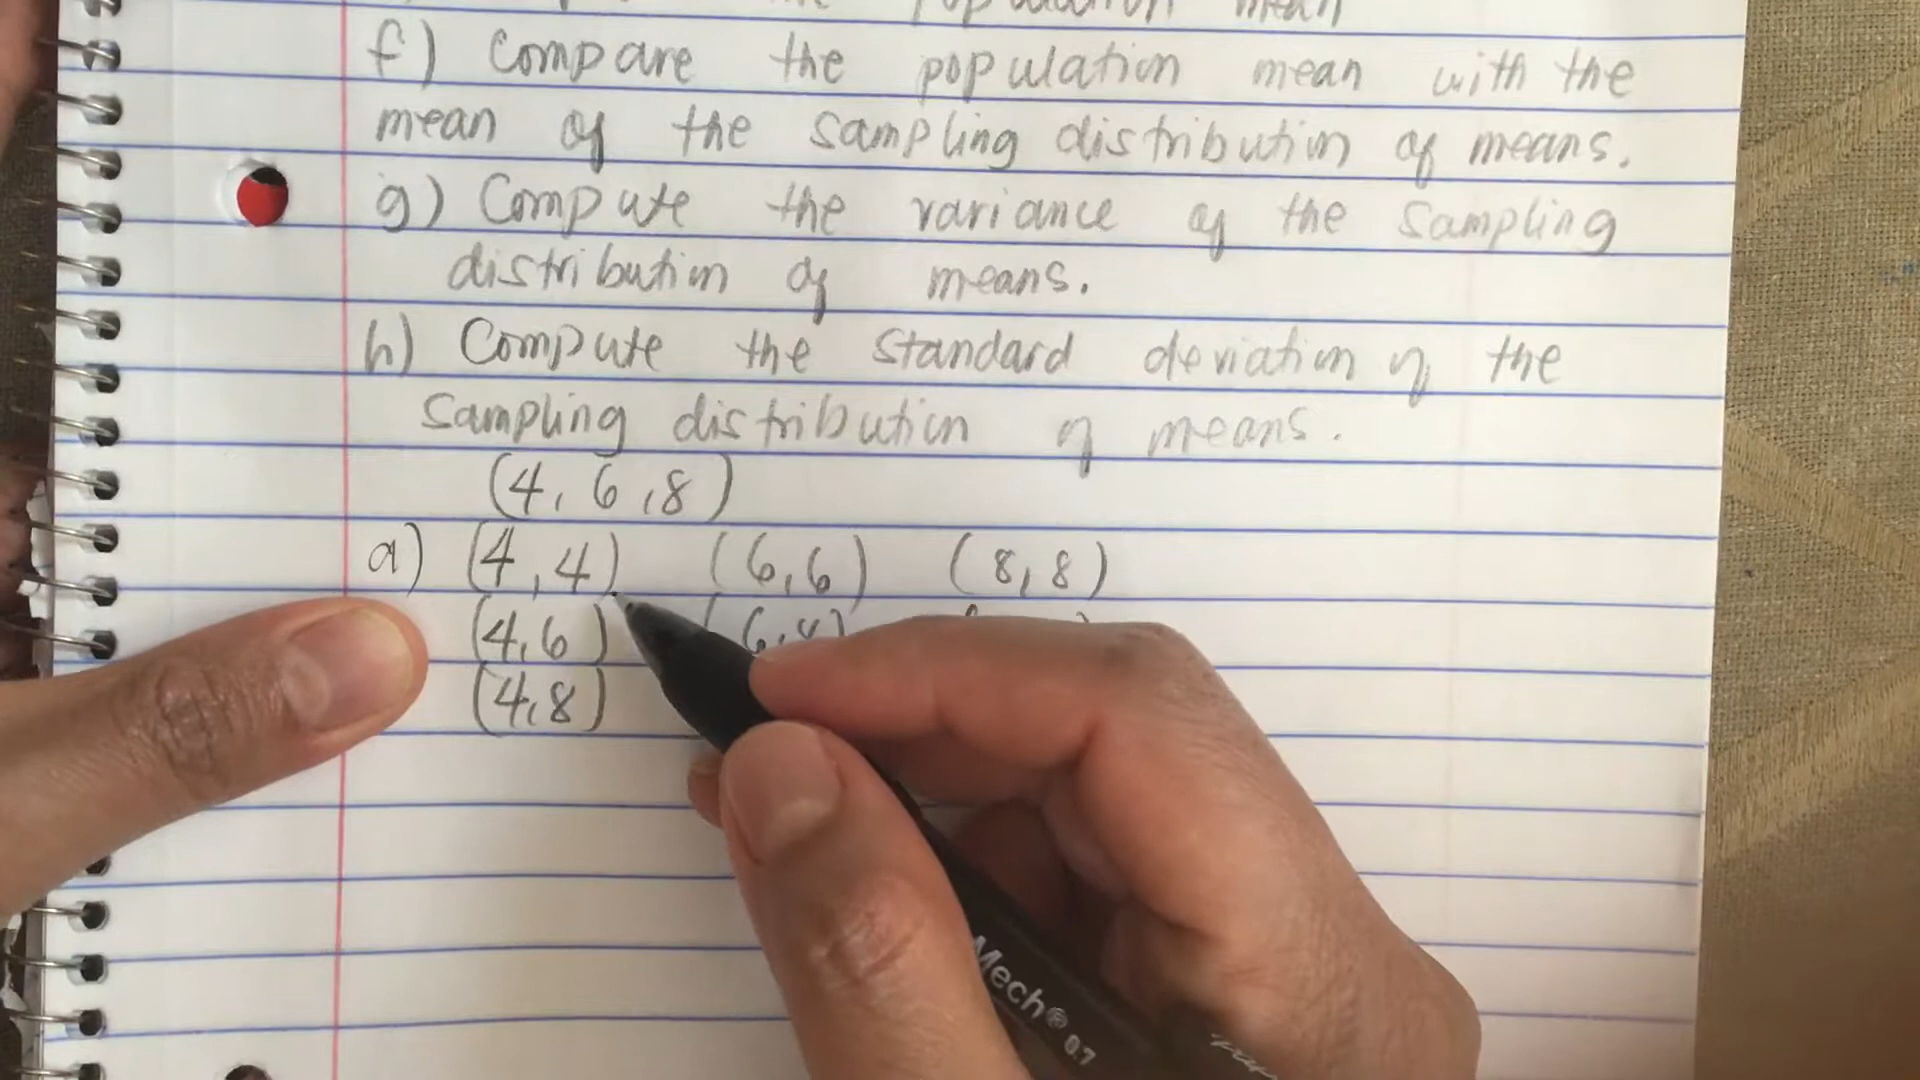 population mean
f) Compare the population mean with the
mean of the sampling distribution of means.
g) Compute the variance of the sampling
distribution of means.
h) Compute the standard deviation of the
sampling distribution of means.
(4, 6, 8)
a) (4, 4) (6, 6) (8, 8)
(4, 6)
(4, 8)
Mech® 0.7